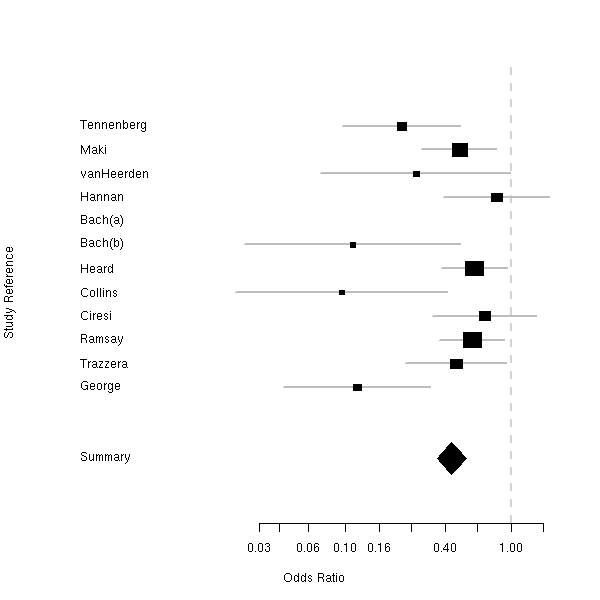 Tennenberg
Maki
vanHeerden
Hannan
Bach(a)
Bach(b)
Heard
Collins
Ciresi
Ramsay
Trazzera
George
Summary
Study Reference
0.03 0.06 0.10 0.16 0.40 1.00
Odds Ratio